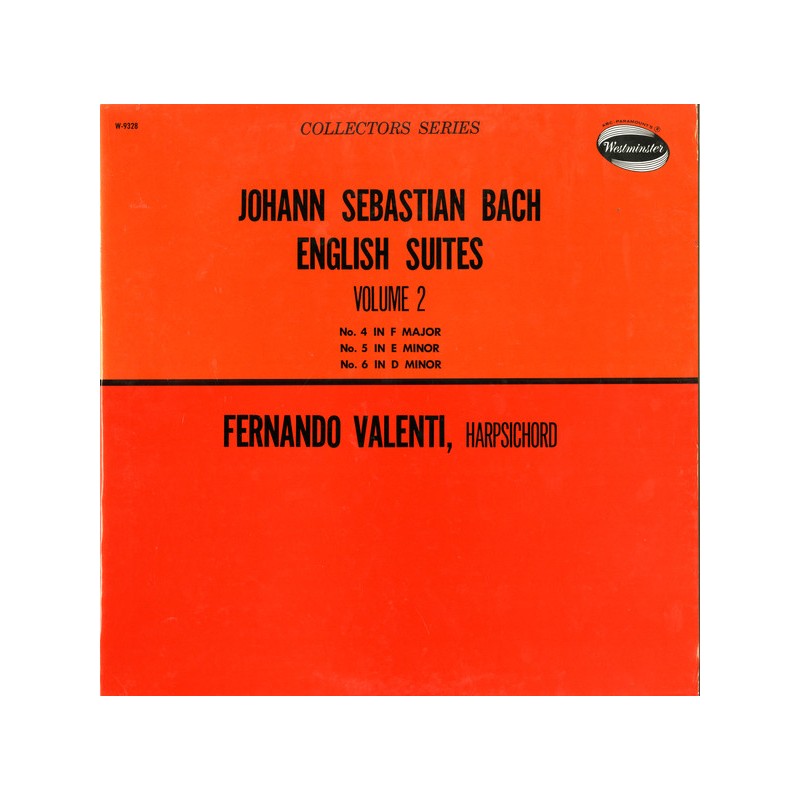 W-9328
COLLECTORS SERIES
ABC-PARAMOUNT'S ®
Westminster
JOHANN SEBASTIAN BACH
ENGLISH SUITES
VOLUME 2
No. 4 IN F MAJOR
No. 5 IN E MINOR
No. 6 IN D MINOR
FERNANDO VALENTI, HARPSICHORD